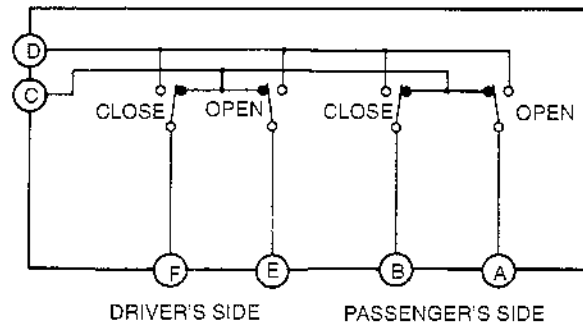 D
C
CLOSE OPEN CLOSE OPEN
F E B A
DRIVER'S SIDE PASSENGER'S SIDE